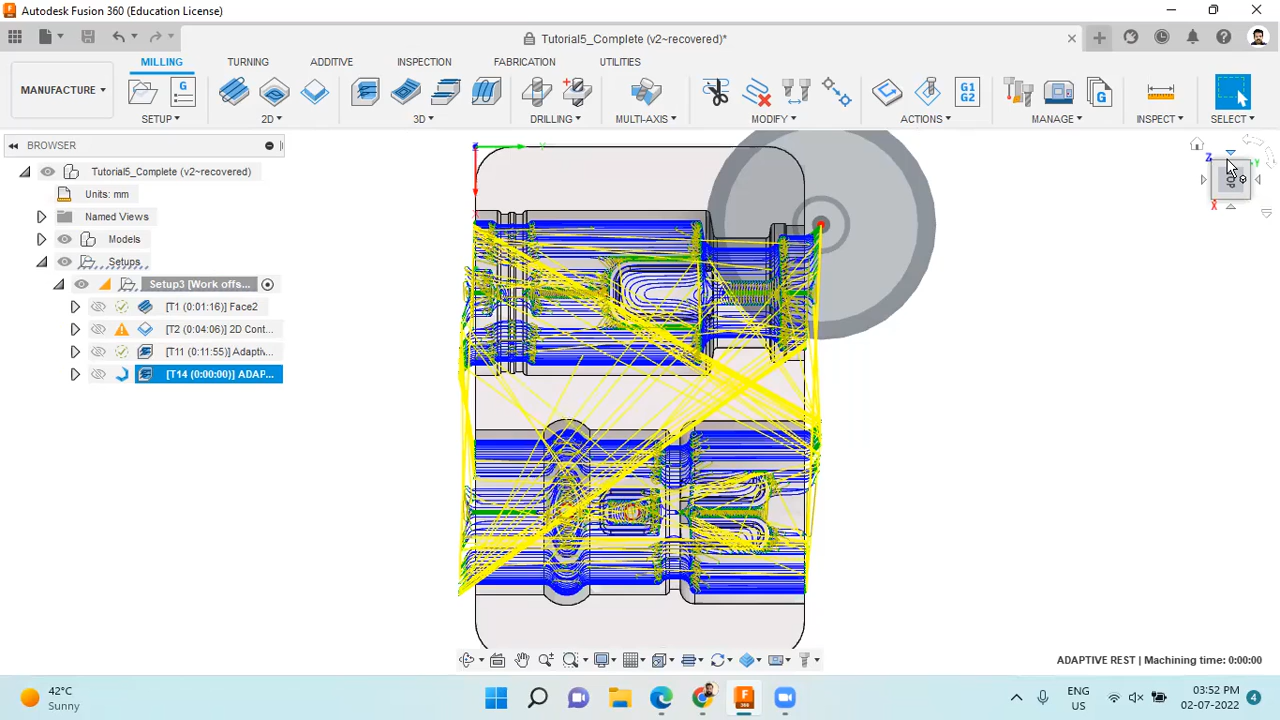 Autodesk Fusion 360 (Education License)
Tutorial5_Complete (v2~recovered)*
MILLING TURNING ADDITIVE INSPECTION FABRICATION UTILITIES
MANUFACTURE
G1
G2
SETUP 2D 3D DRILLING MULTI-AXIS MODIFY ACTIONS MANAGE INSPECT SELECT
BROWSER
Tutorial5_Complete (v2~recovered)
Units: mm
Named Views
Models
Setups
Setup3 [Work offs...
[T1 (0:01:16)] Face2
[T2 (0:04:06)] 2D Cont...
[T11 (0:11:55)] Adaptiv...
[T14 (0:00:00)] ADAP...
Z
Y
X
ADAPTIVE REST | Machining time: 0:00:00
42°C
Sunny
ENG
US
03:52 PM
02-07-2022
4